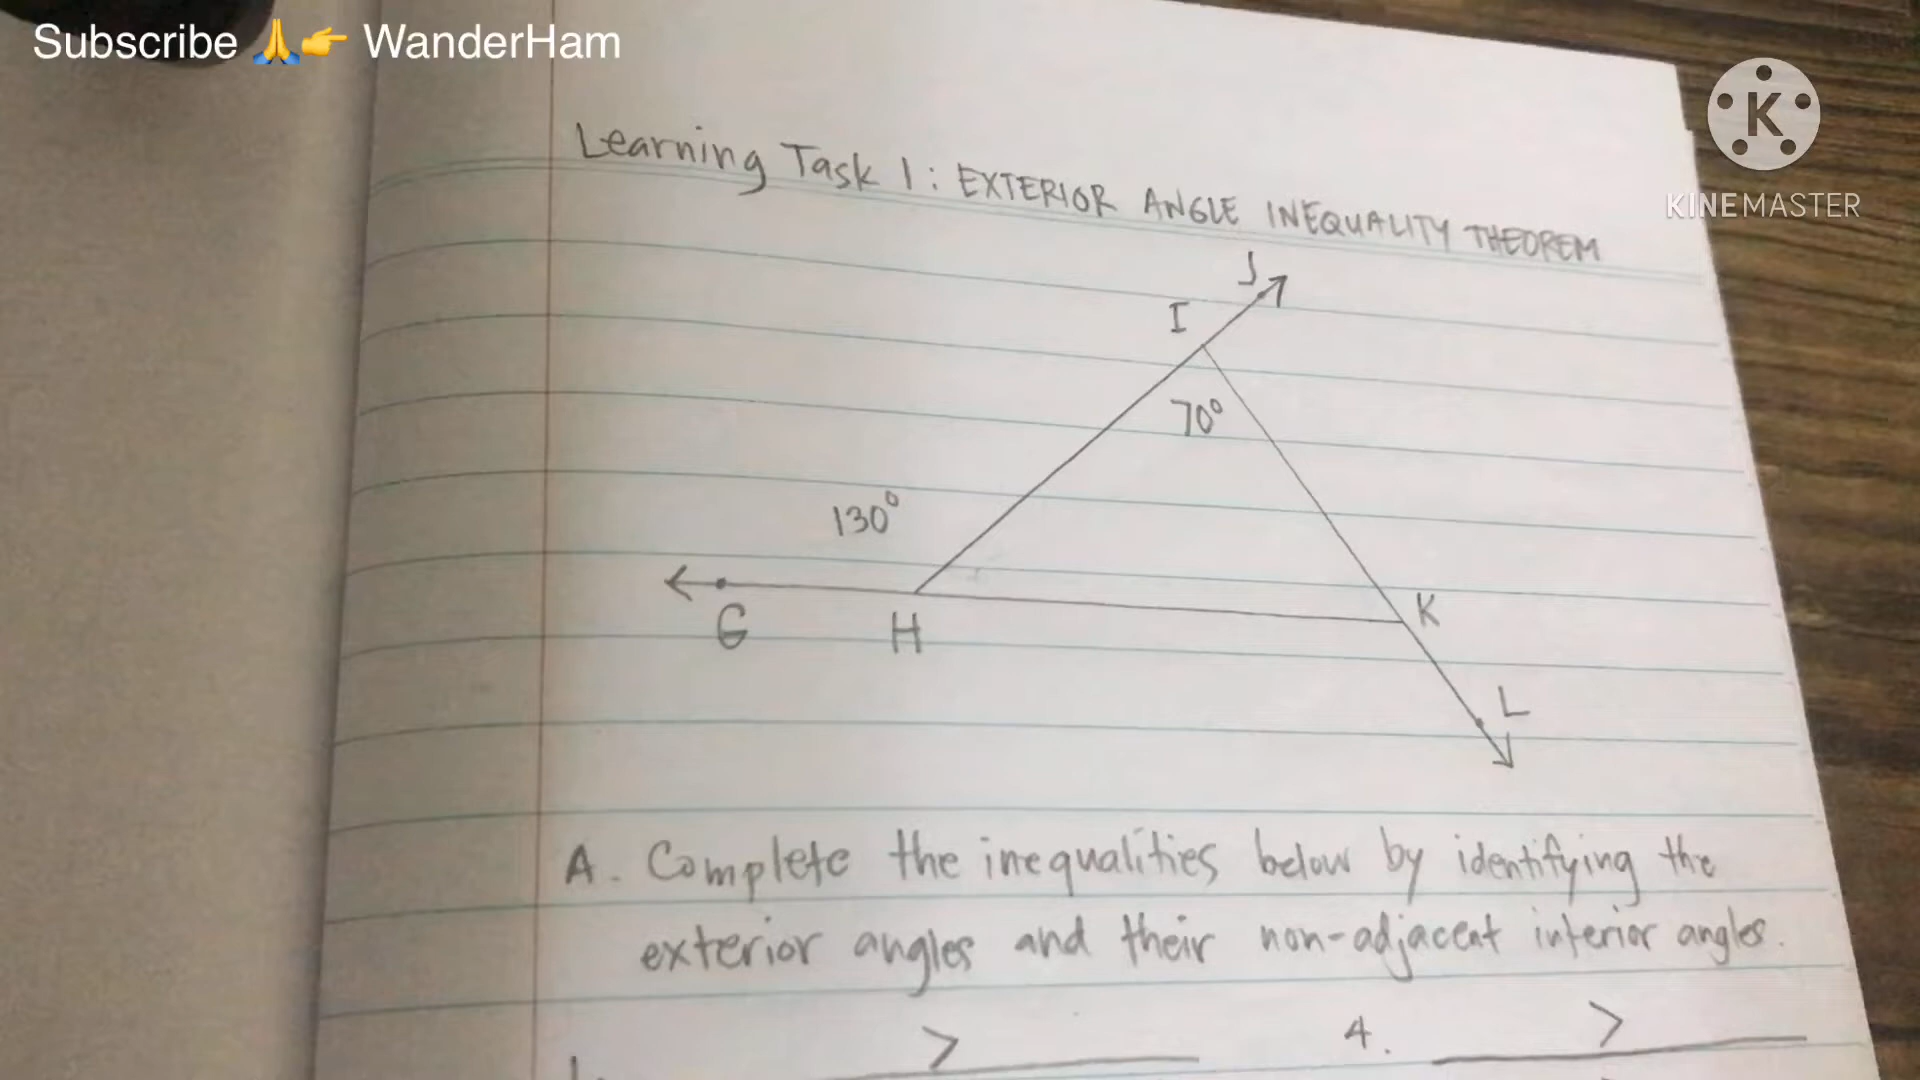 Subscribe 🙏👉 WanderHam
K
KINEMASTER
Learning Task 1: EXTERIOR ANGLE INEQUALITY THEOREM
J
I
70°
130°
G
H
K
L
A. Complete the inequalities below by identifying the
exterior angles and their non-adjacent interior angles.
1. >
4. >